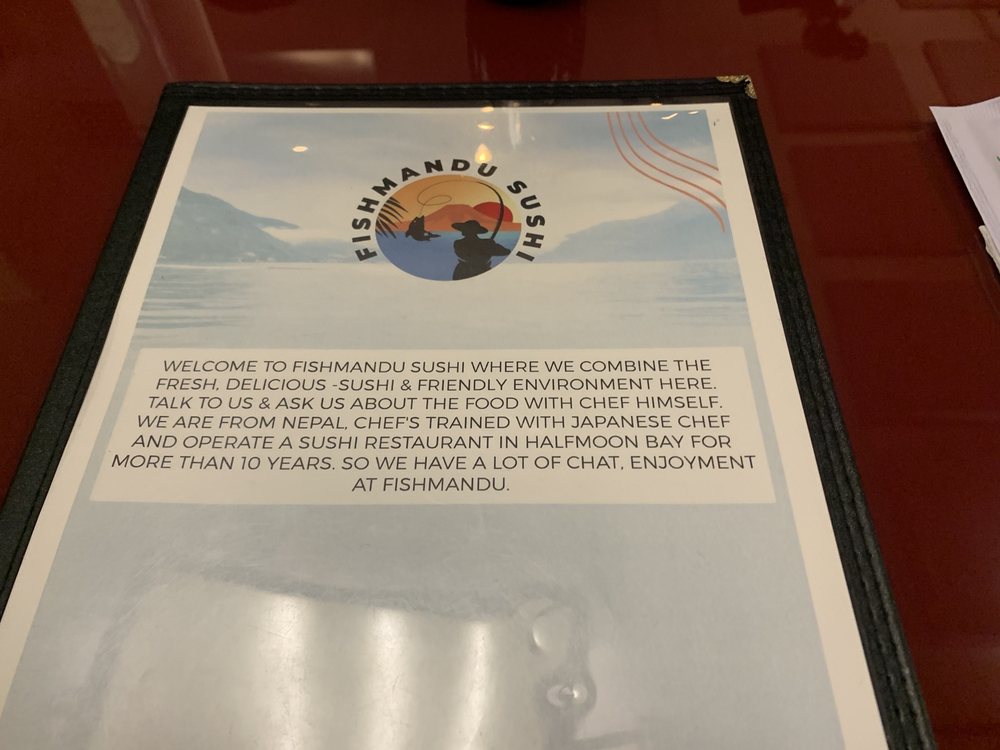 FISHMANDU SUSHI
WELCOME TO FISHMANDU SUSHI WHERE WE COMBINE THE
FRESH, DELICIOUS -SUSHI & FRIENDLY ENVIRONMENT HERE.
TALK TO US & ASK US ABOUT THE FOOD WITH CHEF HIMSELF.
WE ARE FROM NEPAL, CHEF'S TRAINED WITH JAPANESE CHEF
AND OPERATE A SUSHI RESTAURANT IN HALFMOON BAY FOR
MORE THAN 10 YEARS. SO WE HAVE A LOT OF CHAT, ENJOYMENT
AT FISHMANDU.